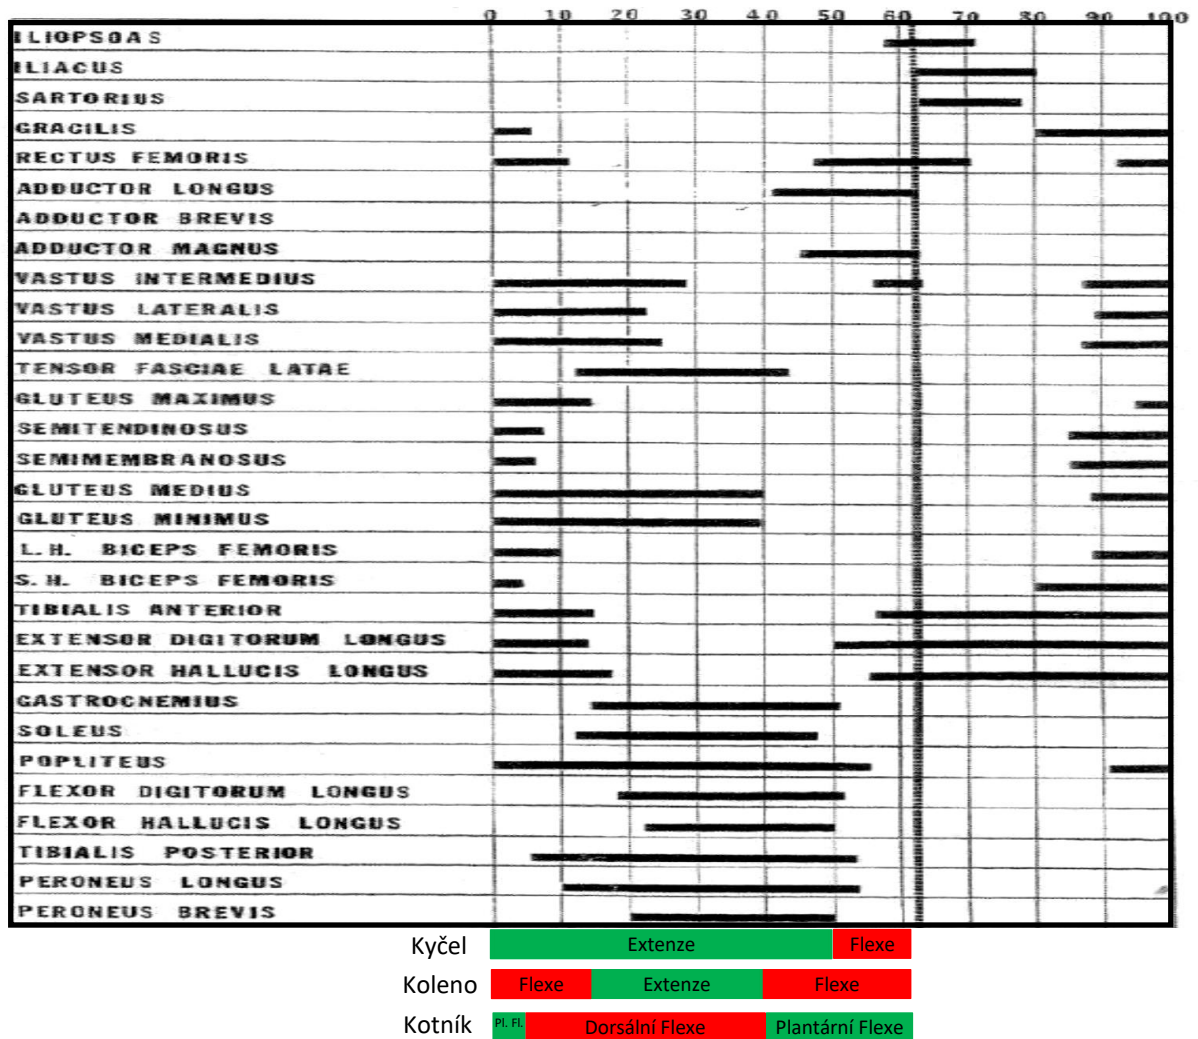 0 10 20 30 40 50 60 70 80 90 100
ILIOPSOAS
ILIACUS
SARTORIUS
GRACILIS
RECTUS FEMORIS
ADDUCTOR LONGUS
ADDUCTOR BREVIS
ADDUCTOR MAGNUS
VASTUS INTERMEDIUS
VASTUS LATERALIS
VASTUS MEDIALIS
TENSOR FASCIAE LATAE
GLUTEUS MAXIMUS
SEMITENDINOSUS
SEMIMEMBRANOSUS
GLUTEUS MEDIUS
GLUTEUS MINIMUS
L.H. BICEPS FEMORIS
S.H. BICEPS FEMORIS
TIBIALIS ANTERIOR
EXTENSOR DIGITORUM LONGUS
EXTENSOR HALLUCIS LONGUS
GASTROCNEMIUS
SOLEUS
POPLITEUS
FLEXOR DIGITORUM LONGUS
FLEXOR HALLUCIS LONGUS
TIBIALIS POSTERIOR
PERONEUS LONGUS
PERONEUS BREVIS
Kyčel Extenze Flexe
Koleno Flexe Extenze Flexe
Kotník Pl. Fl. Dorsální Flexe Plantární Flexe